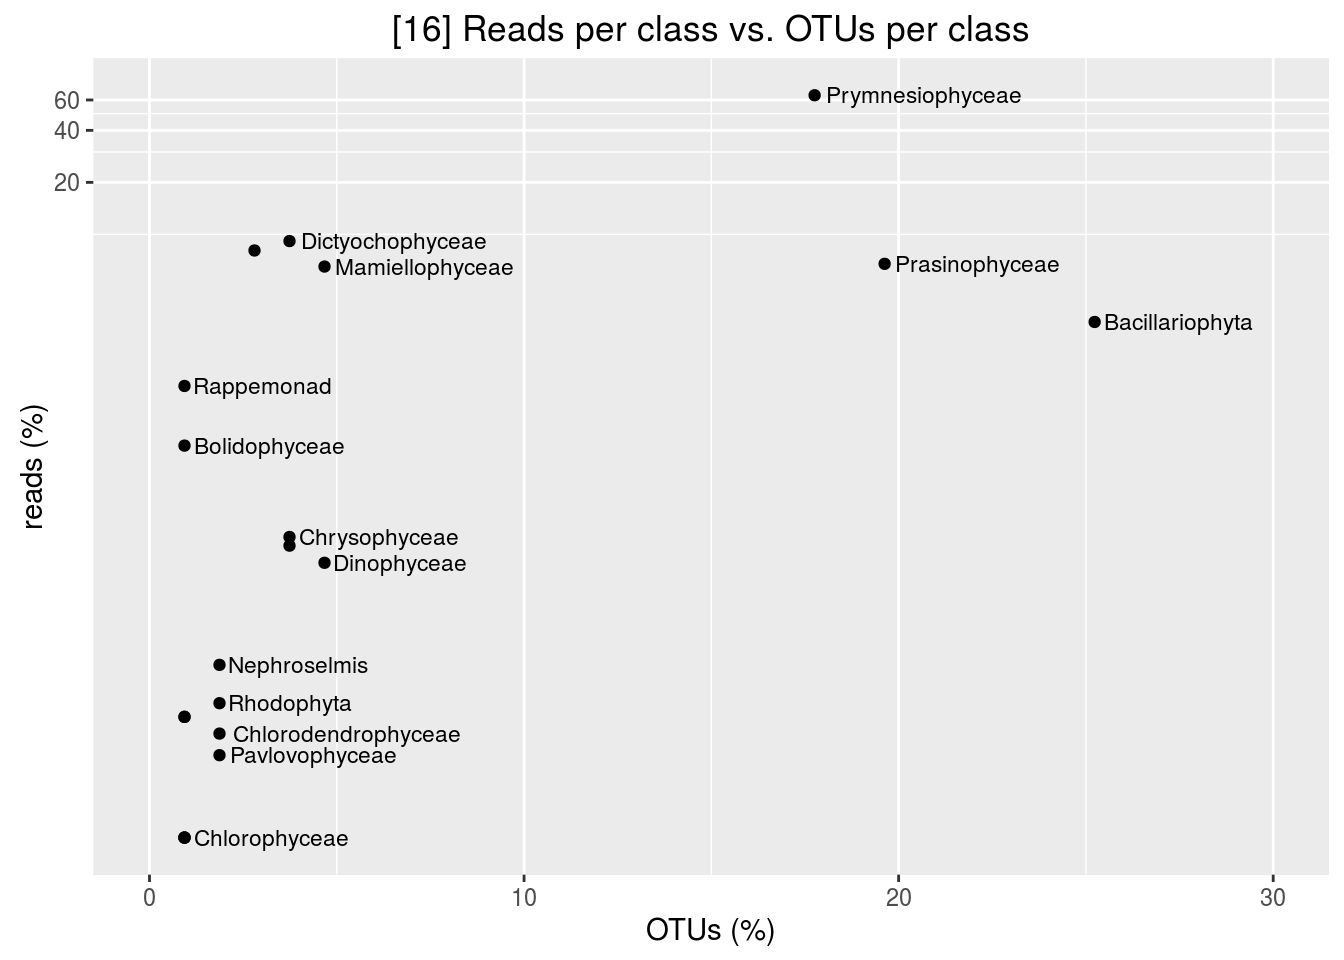 [16] Reads per class vs. OTUs per class
60
40
20
Prymnesiophyceae
Dictyochophyceae
Mamiellophyceae
Prasinophyceae
Bacillariophyta
Rappemonad
Bolidophyceae
Chrysophyceae
Dinophyceae
Nephroselmis
Rhodophyta
Chlorodendrophyceae
Pavlovophyceae
Chlorophyceae
reads (%)
0 10 20 30
OTUs (%)